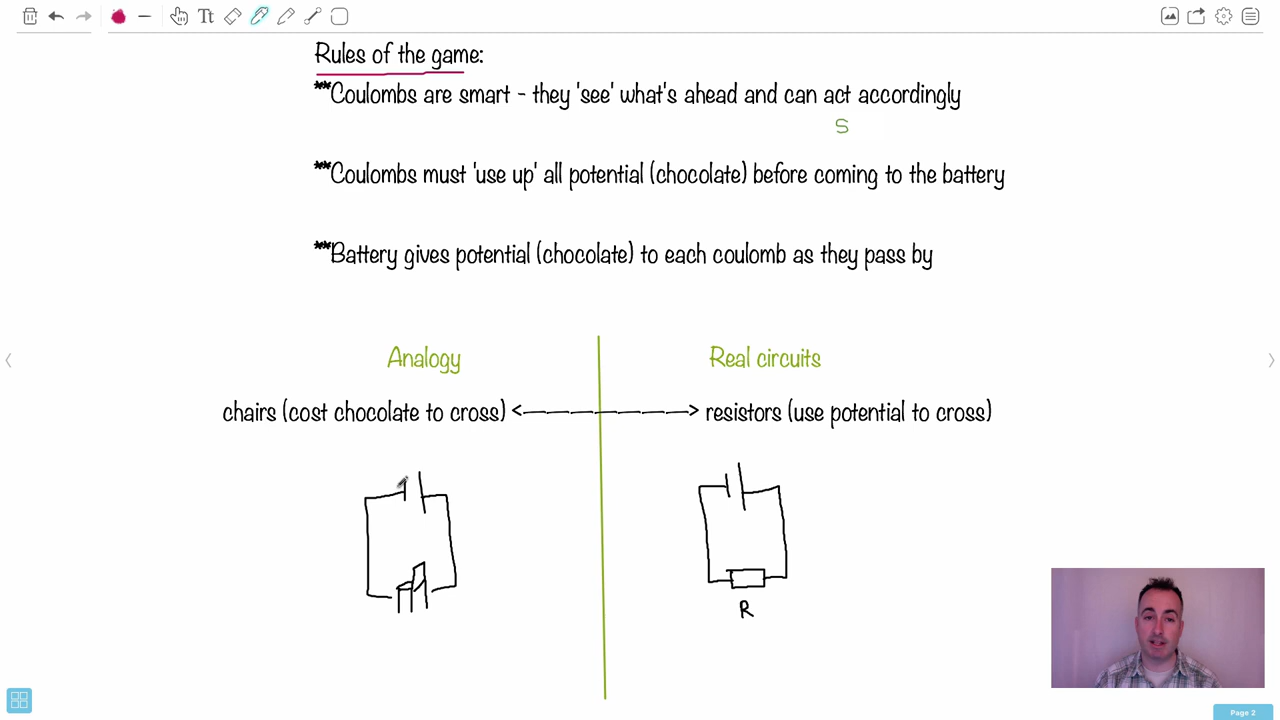 Tt
Rules of the game:
**Coulombs are smart - they 'see' what's ahead and can act accordingly
S
**Coulombs must 'use up' all potential (chocolate) before coming to the battery
**Battery gives potential (chocolate) to each coulomb as they pass by
Analogy
Real circuits
chairs (cost chocolate to cross) <------> resistors (use potential to cross)
R
Page 2